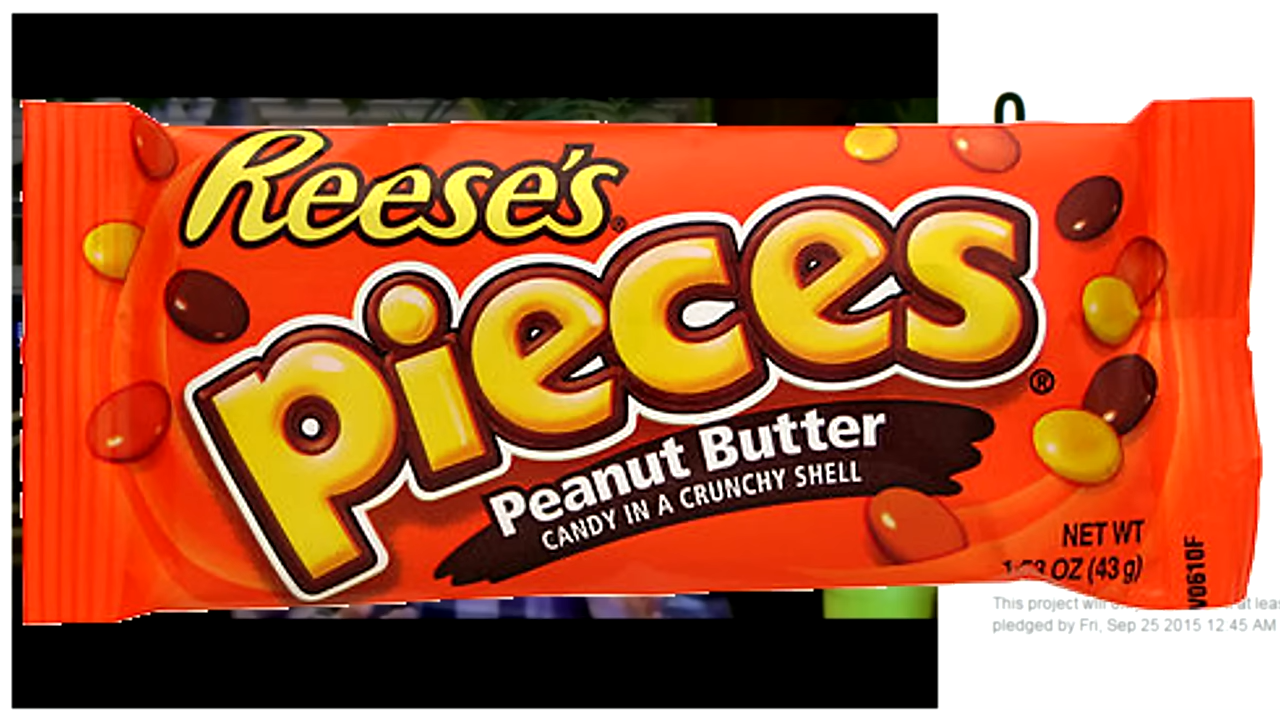 0
Reese's®
pieces®
Peanut Butter
CANDY IN A CRUNCHY SHELL
NET WT
OZ (43 g)
V0610F
This project will
pledged by Fri, Sep 25 2015 12:45 AM